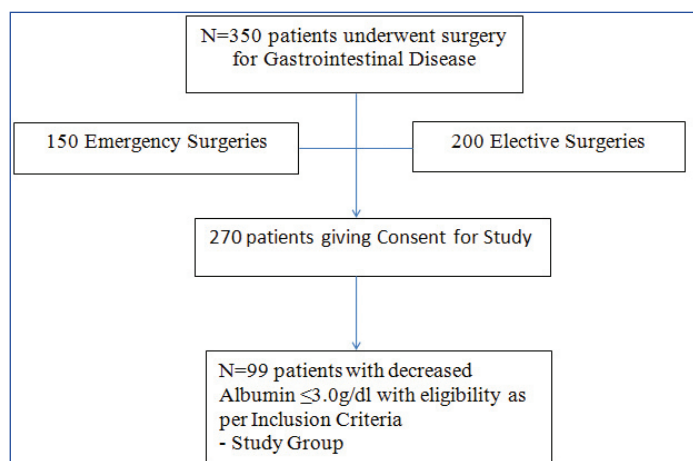 N=350 patients underwent surgery
for Gastrointestinal Disease
150 Emergency Surgeries
200 Elective Surgeries
270 patients giving Consent for Study
N=99 patients with decreased
Albumin ≤3.0g/dl with eligibility as
per Inclusion Criteria
- Study Group